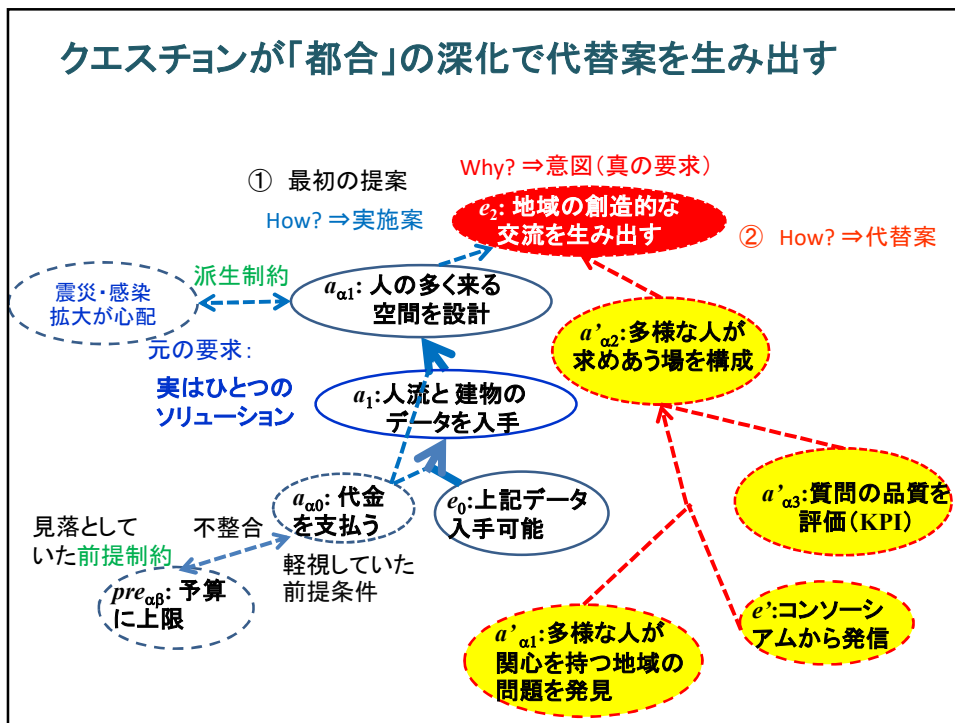 クエスチョンが「都合」の深化で代替案を生み出す
Why? ⇒意図(真の要求)
① 最初の提案
How? ⇒実施案
e2: 地域の創造的な
交流を生み出す
② How? ⇒代替案
派生制約
震災・感染
拡大が心配
aα1: 人の多く来る
空間を設計
a'α2:多様な人が
求めあう場を構成
元の要求:
実はひとつの
ソリューション
a1:人流と 建物の
データを入手
aα0: 代金
を支払う
e0:上記データ
入手可能
a'α3:質問の品質を
評価(KPI)
見落として
いた前提制約
不整合
軽視していた
前提条件
preαβ: 予算
に上限
a'α1:多様な人が
関心を持つ地域の
問題を発見
e':コンソーシ
アムから発信